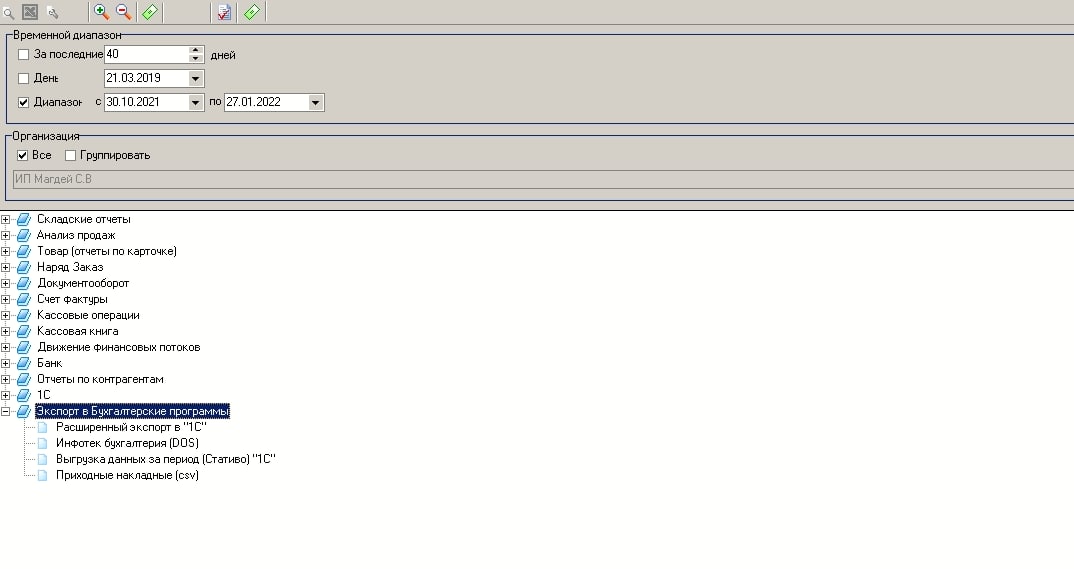 Временной диапазон
За последние 40 дней
День 21.03.2019
Диапазон с 30.10.2021 по 27.01.2022
Организация
Все Группировать
ИП Магдей С.В
Складские отчеты
Анализ продаж
Товар (отчеты по карточке)
Наряд Заказ
Документооборот
Счет фактуры
Кассовые операции
Кассовая книга
Движение финансовых потоков
Банк
Отчеты по контрагентам
1С
Экспорт в Бухгалтерские программы
Расширенный экспорт в "1С"
Инфотек бухгалтерия (DOS)
Выгрузка данных за период (Стативо) "1С"
Приходные накладные (csv)